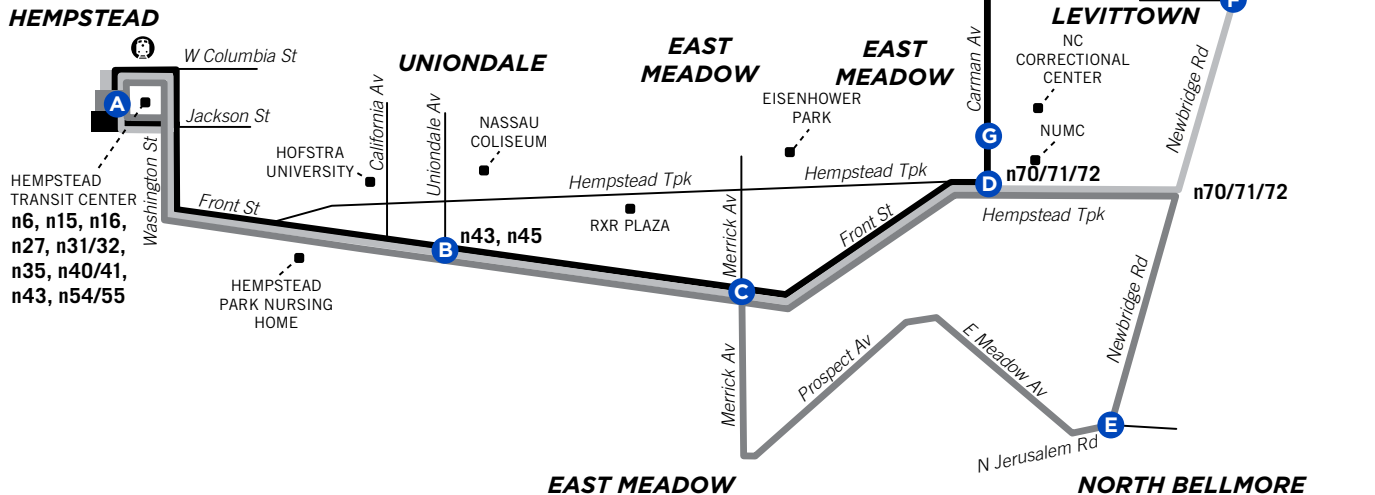 HEMPSTEAD
W Columbia St
A
Jackson St
HEMPSTEAD
TRANSIT CENTER
n6, n15, n16,
n27, n31/32,
n35, n40/41,
n43, n54/55
Washington St
Front St
HOFSTRA
UNIVERSITY
HEMPSTEAD
PARK NURSING
HOME
California Av
UNIONDALE
Uniondale Av
B
n43, n45
NASSAU
COLISEUM
Hempstead Tpk
RXR PLAZA
EAST
MEADOW
Merrick Av
C
Merrick Av
EISENHOWER
PARK
Hempstead Tpk
EAST
MEADOW
Front St
Carman Av
G
D
n70/71/72
Hempstead Tpk
LEVITTOWN
NC
CORRECTIONAL
CENTER
NUMC
F
Newbridge Rd
n70/71/72
Newbridge Rd
Prospect Av
E Meadow Av
E
N Jerusalem Rd
EAST MEADOW
NORTH BELLMORE